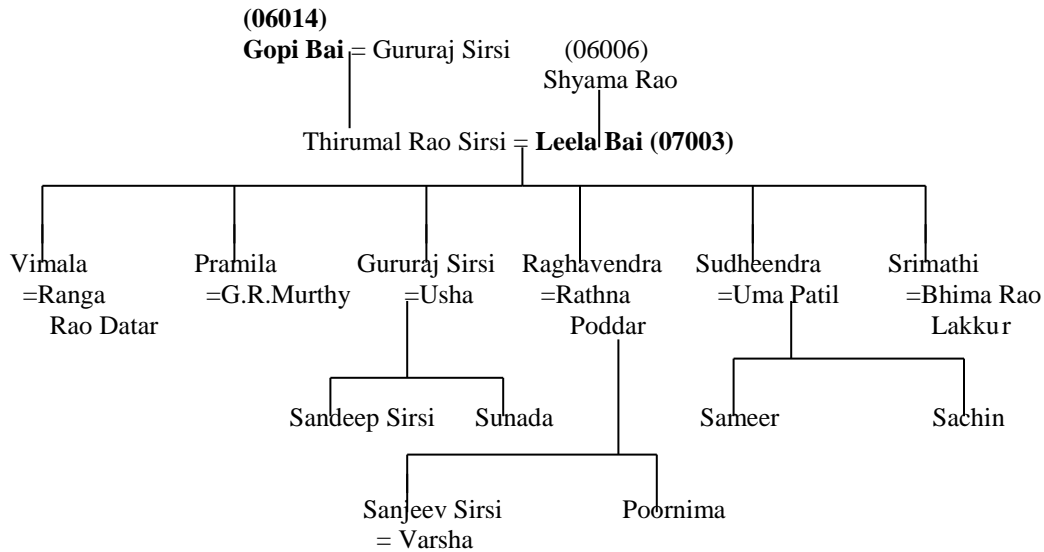 (06014)
Gopi Bai = Gururaj Sirsi (06006)
Shyama Rao
Thirumal Rao Sirsi = Leela Bai (07003)
Vimala Pramila Gururaj Sirsi Raghavendra Sudheendra Srimathi
=Ranga =G.R.Murthy =Usha =Rathna =Uma Patil =Bhima Rao
Rao Datar Poddar Lakkur
Sandeep Sirsi Sunada Sameer Sachin
Sanjeev Sirsi Poornima
= Varsha